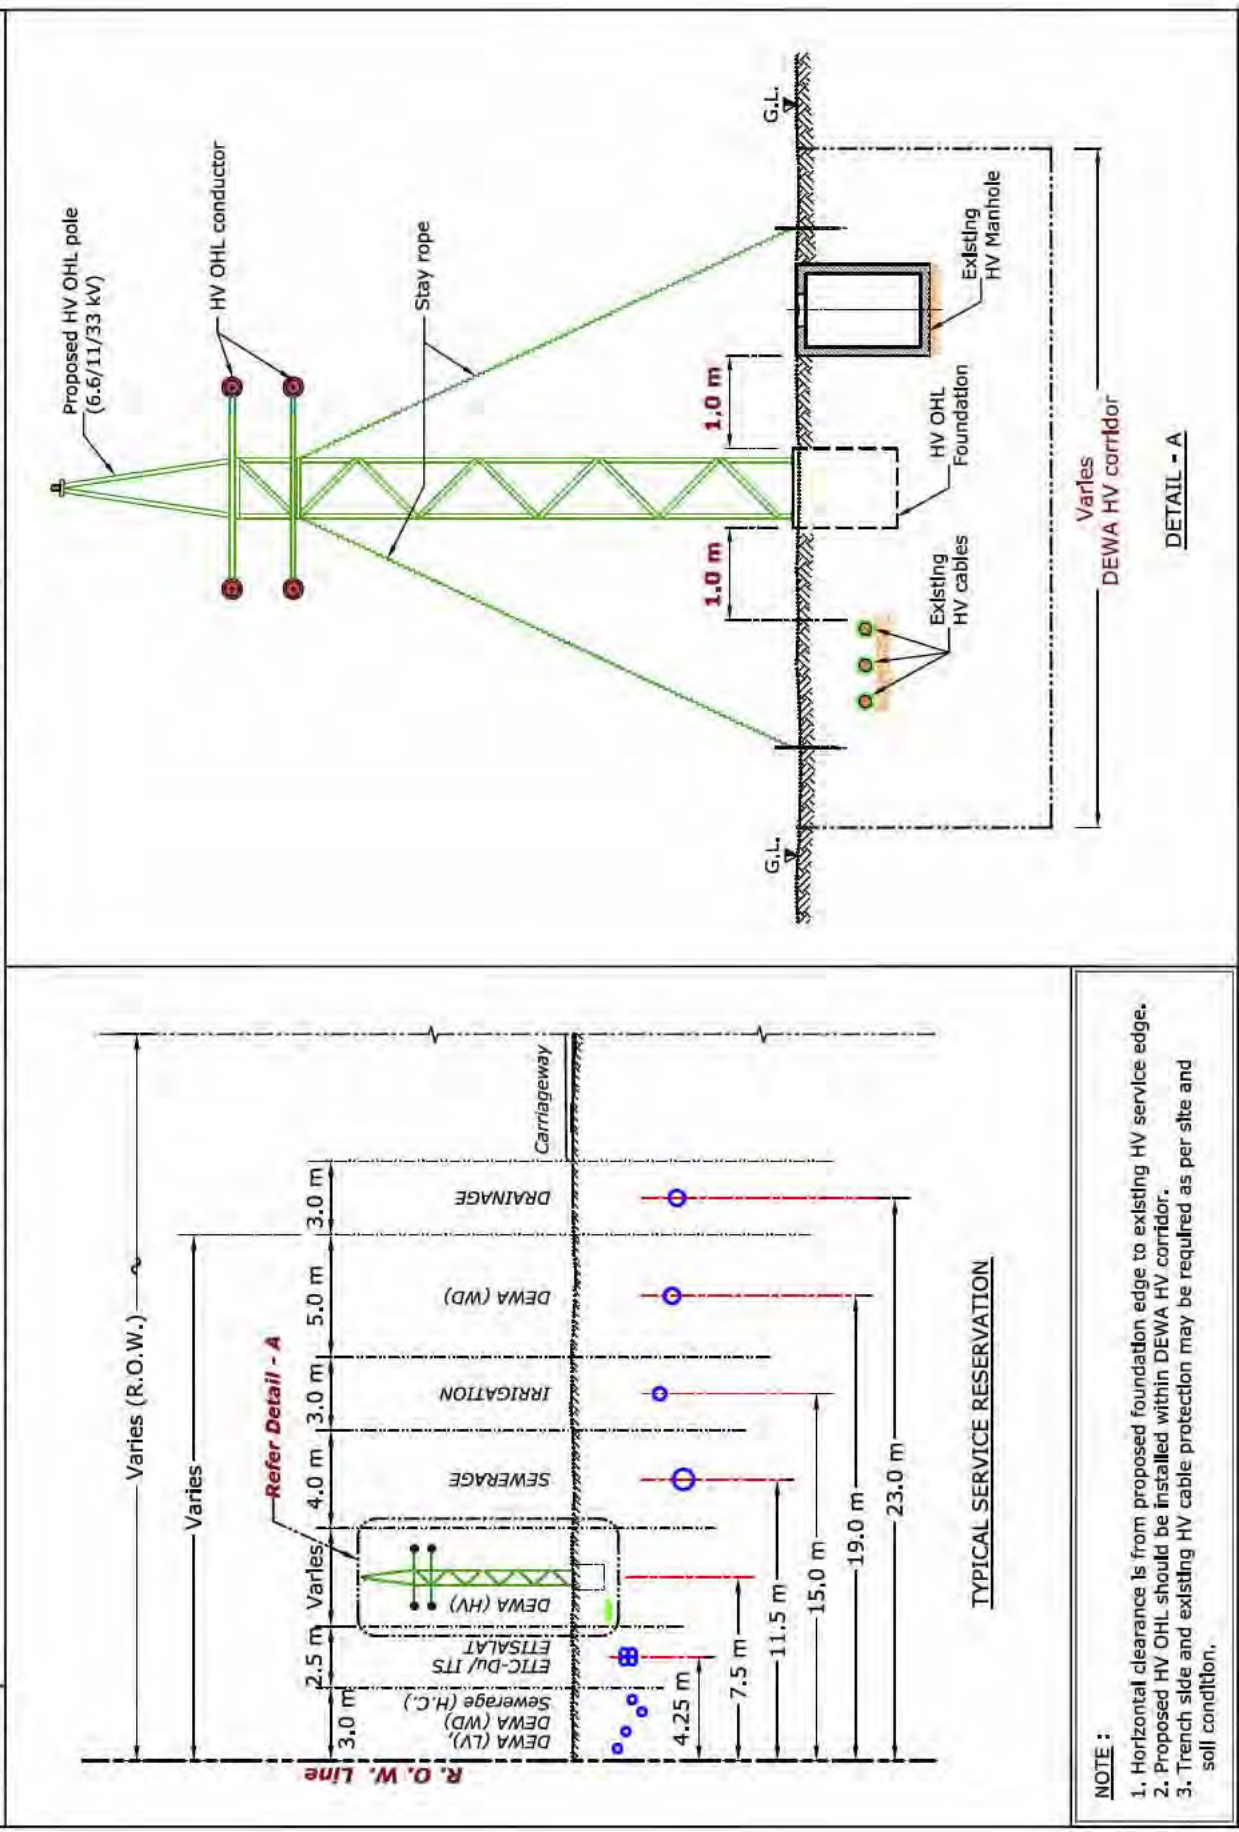 Varies (R.O.W.)
Varies
Refer Detail - A
3.0 m
2.5 m
Varies
4.0 m
3.0 m
5.0 m
3.0 m
R. O. W. Line
DEWA (LV),
DEWA (WD)
Sewerage (H.C.)
ETIC-Du/ ITS
ETISALAT
DEWA (HV)
SEWERAGE
IRRIGATION
DEWA (WD)
DRAINAGE
Carriageway
4.25 m
7.5 m
11.5 m
15.0 m
19.0 m
23.0 m
TYPICAL SERVICE RESERVATION
NOTE :
1. Horizontal clearance is from proposed foundation edge to existing HV service edge.
2. Proposed HV OHL should be installed within DEWA HV corridor.
3. Trench side and existing HV cable protection may be required as per site and
soil condition.
Proposed HV OHL pole
(6.6/11/33 kV)
HV OHL conductor
Stay rope
1.0 m
1.0 m
G.L.
G.L.
Existing
HV cables
HV OHL
Foundation
Existing
HV Manhole
Varies
DEWA HV corridor
DETAIL - A